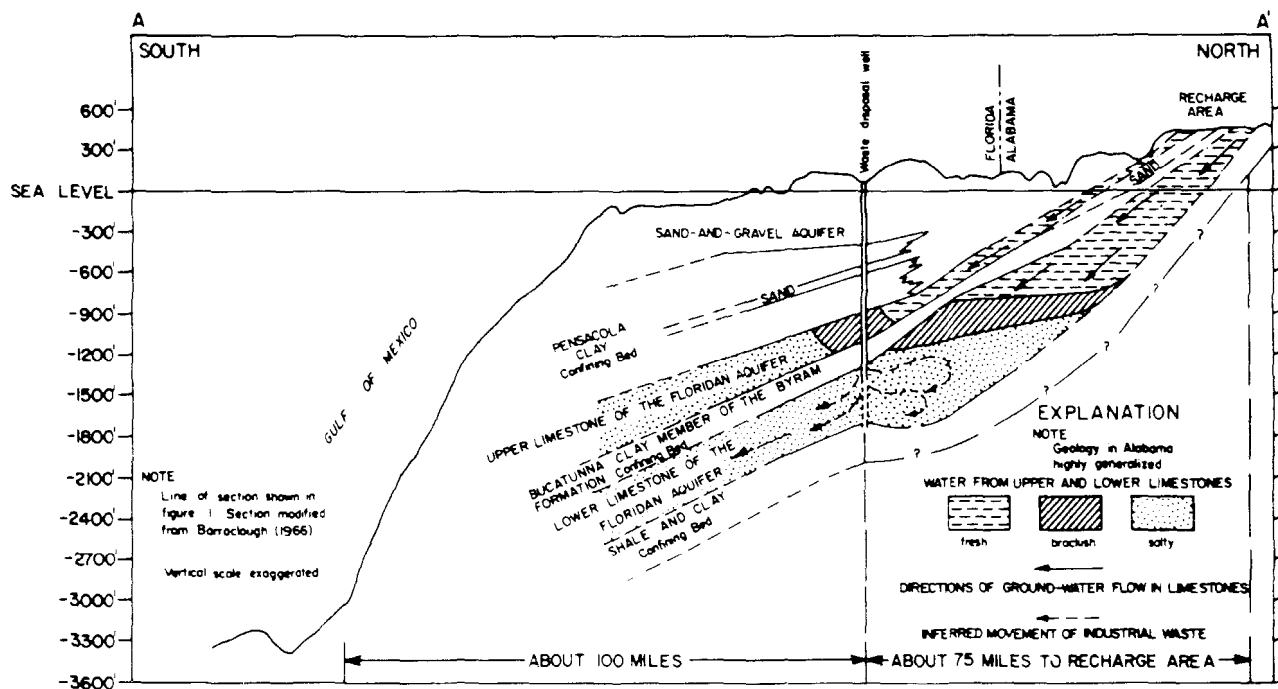 A
A'
SOUTH
NORTH
RECHARGE
AREA
Waste disposal well
FLORIDA
ALABAMA
600'
300'
SEA LEVEL
-300'
-600'
-900'
-1200'
-1500'
-1800'
-2100'
-2400'
-2700'
-3000'
-3300'
-3600'
SAND
SAND-AND-GRAVEL AQUIFER
SAND
PENSACOLA
CLAY
Confining Bed
GULF OF MEXICO
UPPER LIMESTONE OF THE FLORIDAN AQUIFER
BUCATUNNA CLAY MEMBER OF THE BYRAM
FORMATION Confining Bed
LOWER LIMESTONE OF THE
FLORIDAN AQUIFER
SHALE AND CLAY
Confining Bed
?
?
?
?
?
NOTE
Line of section shown in
figure 1 Section modified
from Barraclough (1966)
Vertical scale exaggerated
EXPLANATION
NOTE
Geology in Alabama
highly generalized
WATER FROM UPPER AND LOWER LIMESTONES
fresh
brackish
salty
DIRECTIONS OF GROUND-WATER FLOW IN LIMESTONES
INFERRED MOVEMENT OF INDUSTRIAL WASTE
ABOUT 100 MILES
ABOUT 75 MILES TO RECHARGE AREA